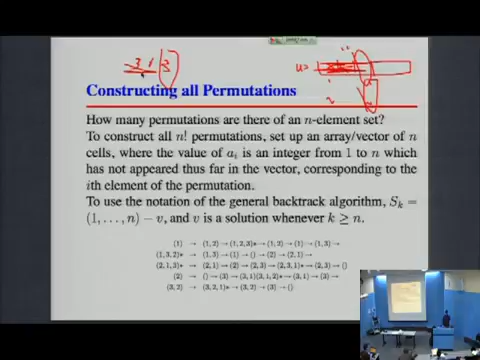 3 1 3
u=
Constructing all Permutations
How many permutations are there of an n-element set?
To construct all n! permutations, set up an array/vector of n
cells, where the value of aᵢ is an integer from 1 to n which
has not appeared thus far in the vector, corresponding to the
ith element of the permutation.
To use the notation of the general backtrack algorithm, Sₖ =
(1, . . . , n) − v, and v is a solution whenever k ≥ n.
(1) → (1, 2) → (1, 2, 3)* → (1, 2) → (1) → (1, 3) →
(1, 3, 2)* → (1, 3) → (1) → () → (2) → (2, 1) →
(2, 1, 3)* → (2, 1) → (2) → (2, 3) → (2, 3, 1)* → (2, 3) → ()
(2) → () → (3) → (3, 1)(3, 1, 2)* → (3, 1) → (3) →
(3, 2) → (3, 2, 1)* → (3, 2) → (3) → ()